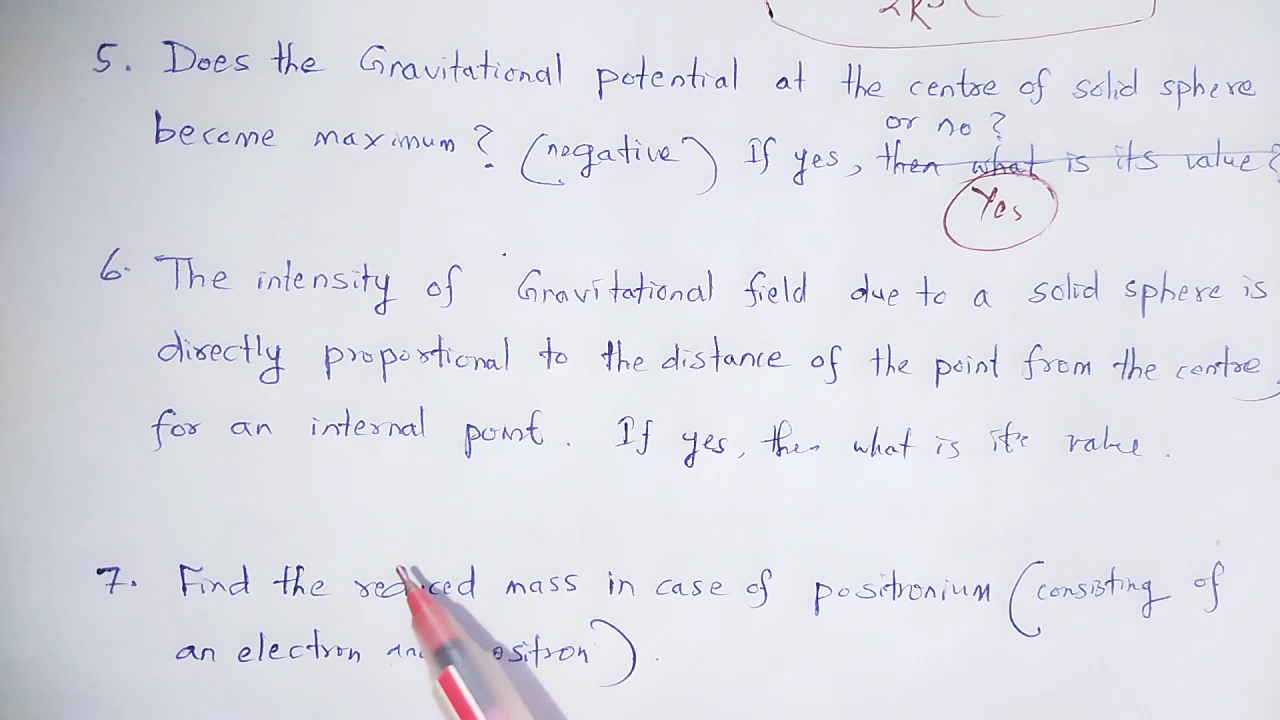 2R³ (
5. Does the Gravitational potential at the centre of solid sphere
become maximum? (negative) If yes, then what is its value?
or no?
Yes
6. The intensity of Gravitational field due to a solid sphere is
directly proportional to the distance of the point from the centre,
for an internal point. If yes, then what is its value.
7. Find the reduced mass in case of positronium (consisting of
an electron and positron).